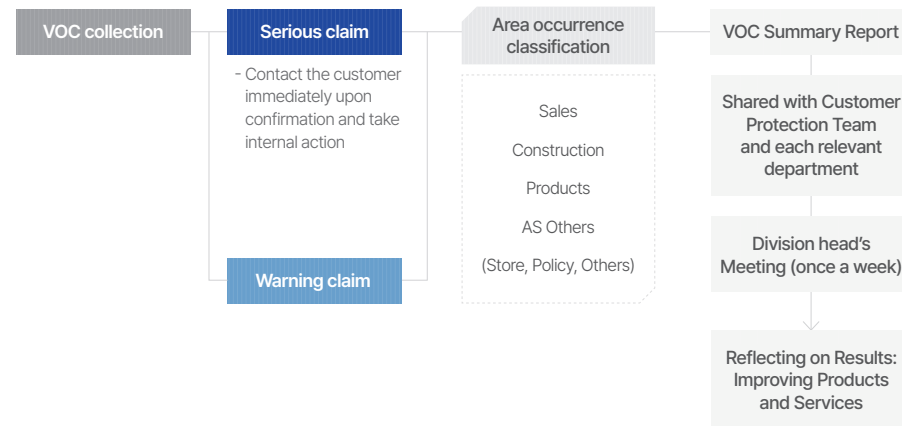 VOC collection
Serious claim
- Contact the customer
immediately upon
confirmation and take
internal action
Warning claim
Area occurrence
classification
Sales
Construction
Products
AS Others
(Store, Policy, Others)
VOC Summary Report
Shared with Customer
Protection Team
and each relevant
department
Division head’s
Meeting (once a week)
Reflecting on Results:
Improving Products
and Services